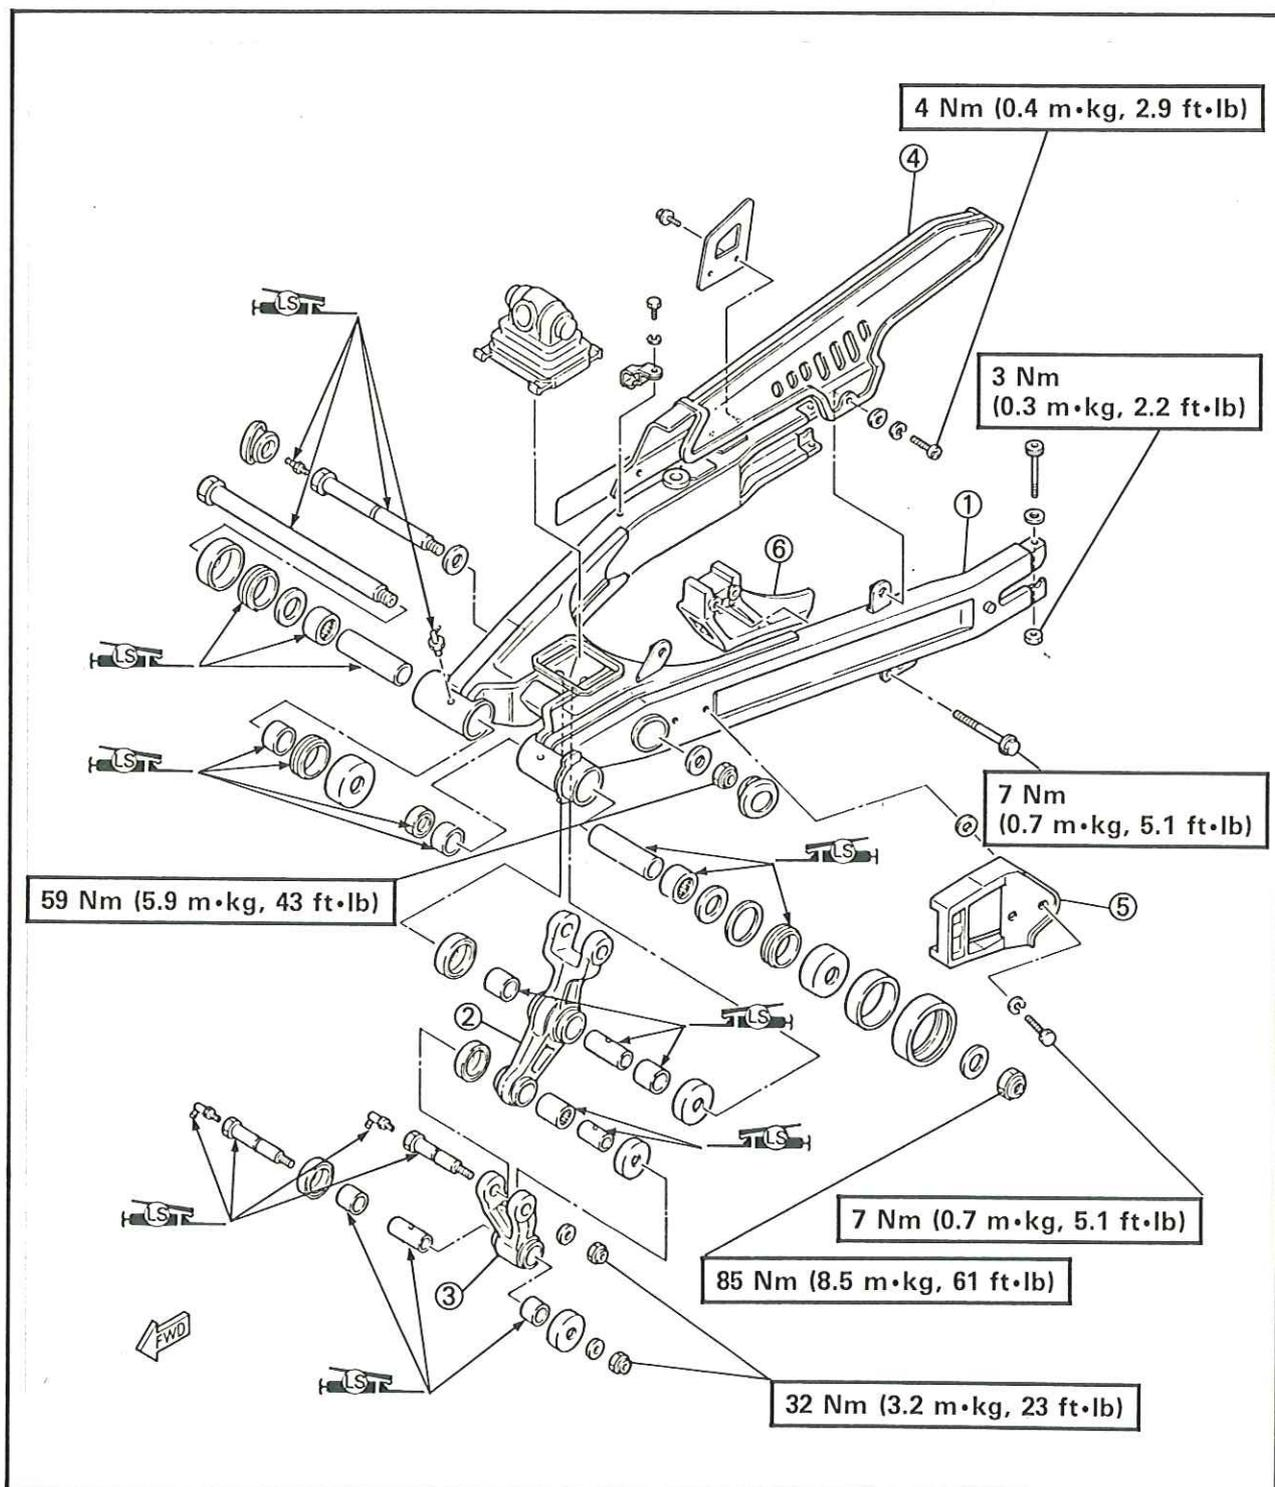 4 Nm (0.4 m•kg, 2.9 ft•lb)
④
LS
3 Nm
(0.3 m•kg, 2.2 ft•lb)
①
⑥
LS
LS
7 Nm
(0.7 m•kg, 5.1 ft•lb)
LS
59 Nm (5.9 m•kg, 43 ft•lb)
⑤
②
LS
LS
LS
7 Nm (0.7 m•kg, 5.1 ft•lb)
85 Nm (8.5 m•kg, 61 ft•lb)
③
FWD
LS
32 Nm (3.2 m•kg, 23 ft•lb)